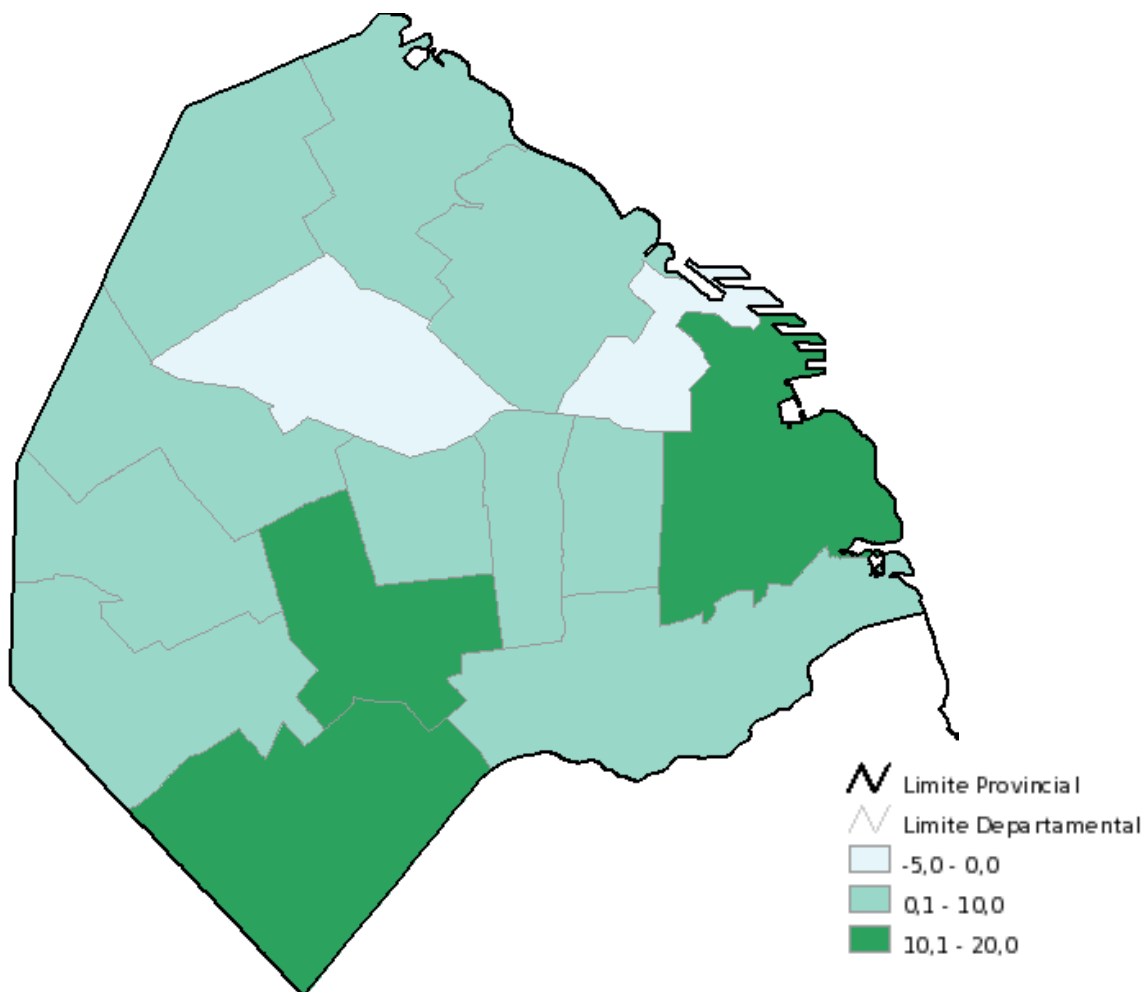 Limite Provincial
Limite Departamental
-5,0 - 0,0
0,1 - 10,0
10,1 - 20,0